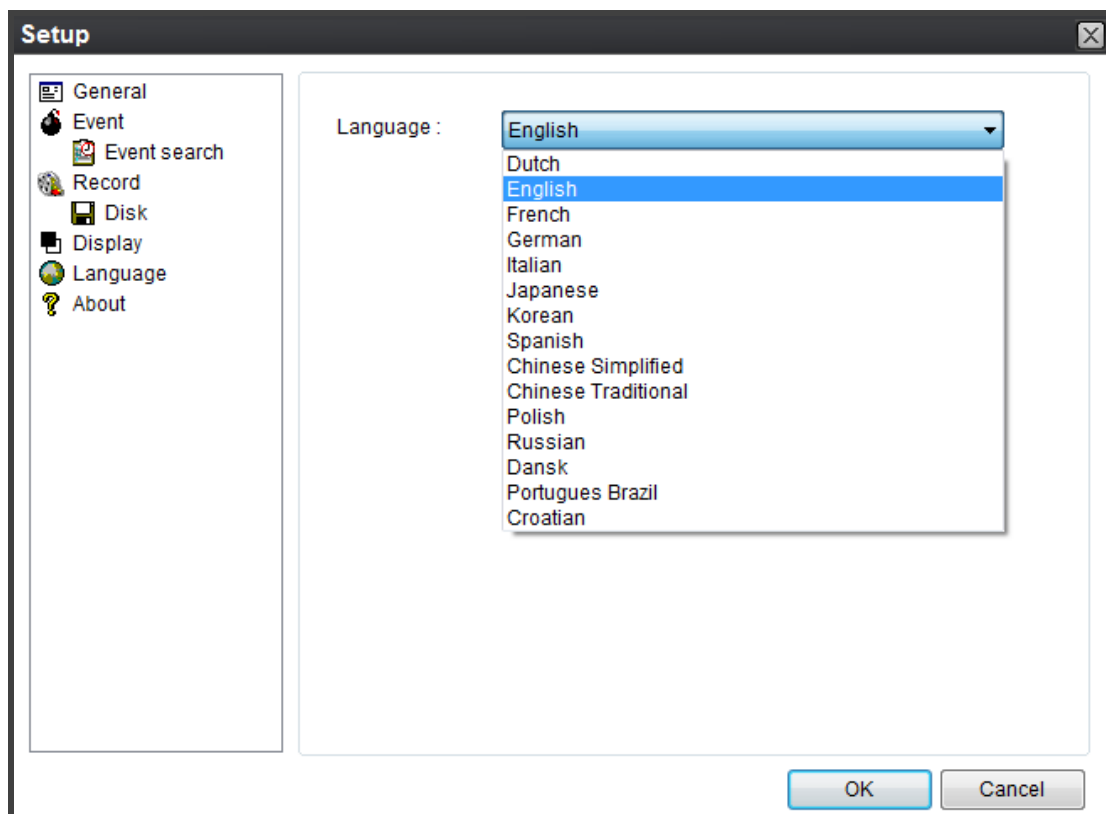 Setup
General
Event
Event search
Record
Disk
Display
Language
About
Language :
English
Dutch
English
French
German
Italian
Japanese
Korean
Spanish
Chinese Simplified
Chinese Traditional
Polish
Russian
Dansk
Portugues Brazil
Croatian
OK
Cancel